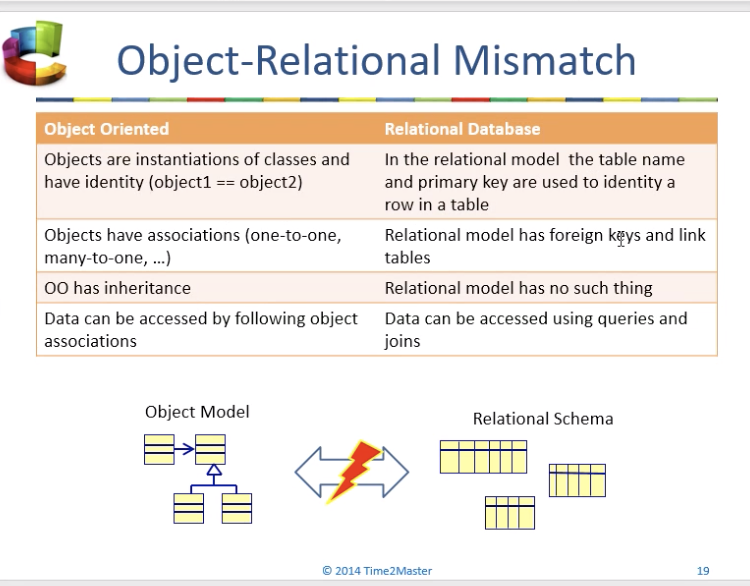 Object-Relational Mismatch
Object Oriented
Relational Database
Objects are instantiations of classes and
have identity (object1 == object2)
In the relational model  the table name
and primary key are used to identity a
row in a table
Objects have associations (one-to-one,
many-to-one, …)
Relational model has foreign keys and link
tables
OO has inheritance
Relational model has no such thing
Data can be accessed by following object
associations
Data can be accessed using queries and
joins
Object Model
Relational Schema
© 2014 Time2Master
19